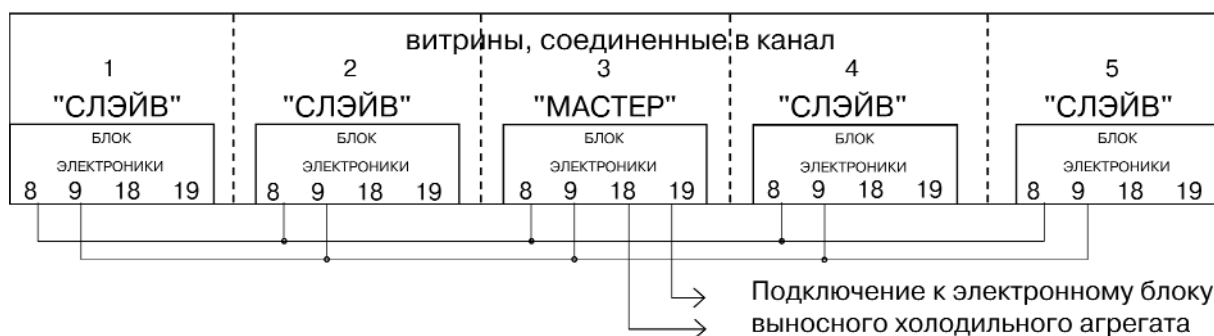 витрины, соединенные в канал
1 2 3 4 5
"СЛЭЙВ" "СЛЭЙВ" "МАСТЕР" "СЛЭЙВ" "СЛЭЙВ"
БЛОК БЛОК БЛОК БЛОК БЛОК
ЭЛЕКТРОНИКИ ЭЛЕКТРОНИКИ ЭЛЕКТРОНИКИ ЭЛЕКТРОНИКИ ЭЛЕКТРОНИКИ
8 9 18 19 8 9 18 19 8 9 18 19 8 9 18 19 8 9 18 19
Подключение к электронному блоку
выносного холодильного агрегата